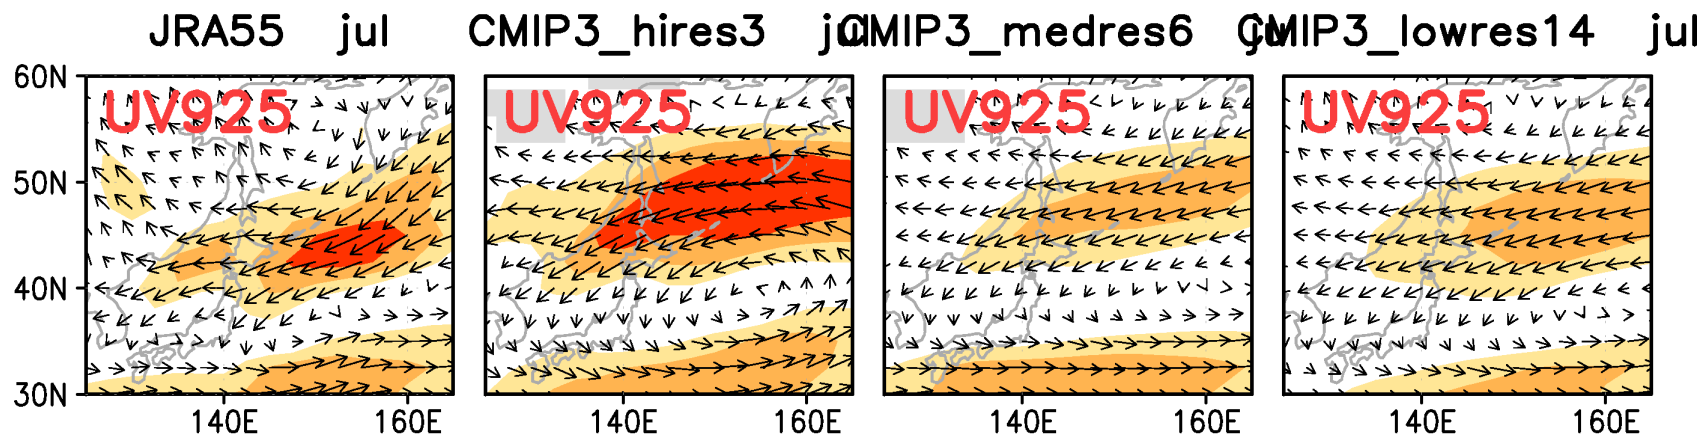 JRA55 jul CMIP3_hires3 jul CMIP3_medres6 jul CMIP3_lowres14 jul
UV925 UV925 UV925 UV925
60N
50N
40N
30N
140E 160E 140E 160E 140E 160E 140E 160E